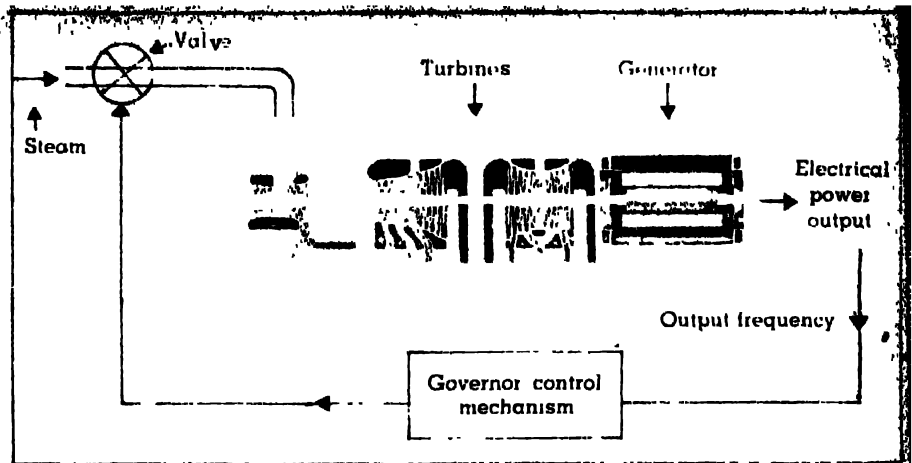 Valve
Turbines
Generator
Steam
Electrical
power
output
Output frequency
Governor control
mechanism